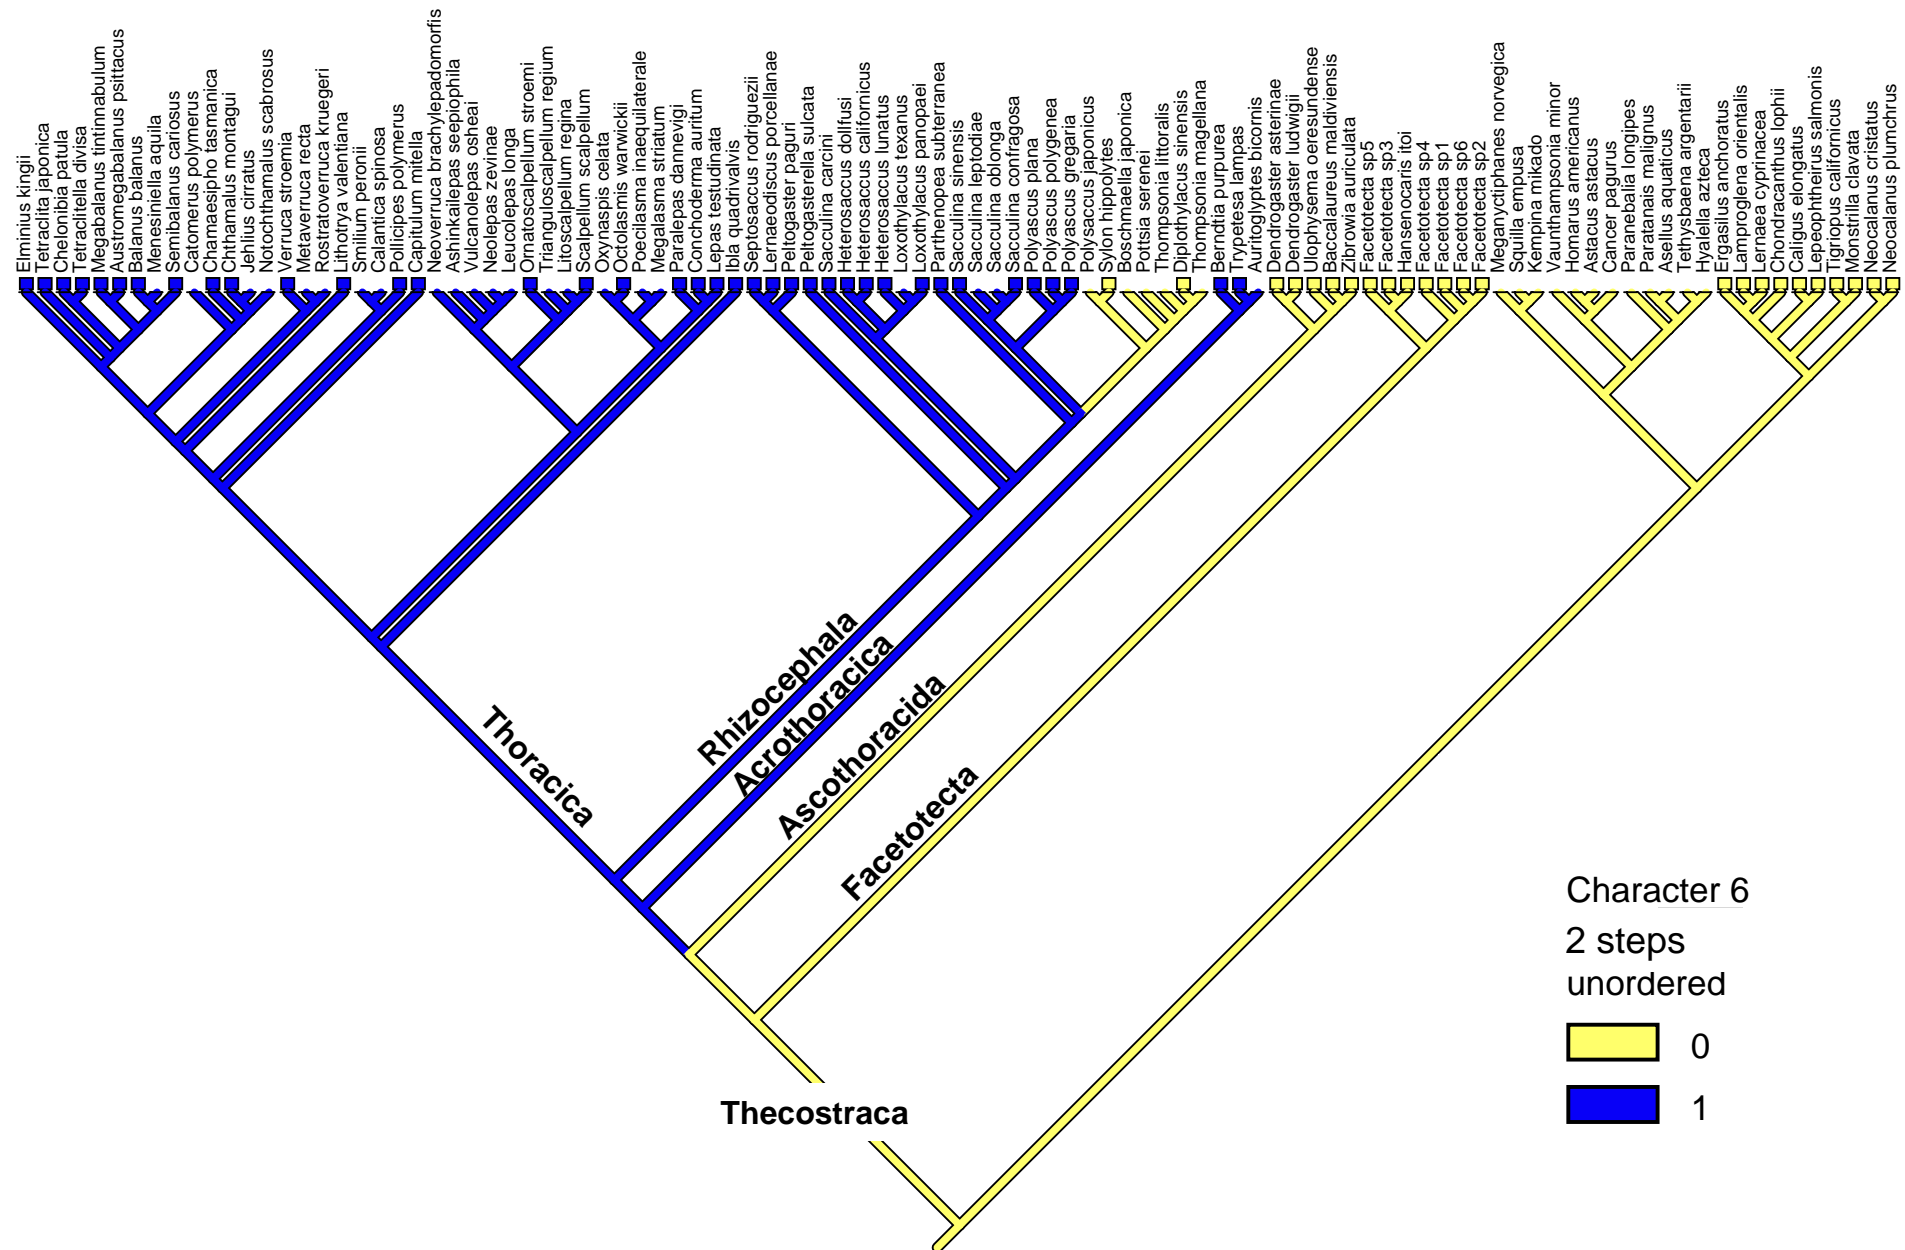 Elminius kingii
Tetraclita japonica
Chelonibia patula
Tetraclitella divisa
Megabalanus tintinnabulum
Austromegabalanus psittacus
Balanus balanus
Menesiniella aquila
Semibalanus cariosus
Catomerus polymerus
Chamaesipho tasmanica
Chthamalus montagui
Jehlius cirratus
Notochthamalus scabrosus
Verruca stroemia
Metaverruca recta
Rostratoverruca kruegeri
Lithotrya valentiana
Smilium peronii
Calantica spinosa
Pollicipes polymerus
Capitulum mitella
Neoverruca brachylepadomorfis
Ashinkailepas seepiophila
Vulcanolepas osheai
Neolepas zevinae
Leucolepas longa
Ornatoscalpellum stroemi
Trianguloscalpellum regium
Litoscalpellum regina
Scalpellum scalpellum
Oxynaspis celata
Octolasmis warwickii
Poecilasma inaequilaterale
Megalasma striatum
Paralepas dannevigi
Conchoderma auritum
Lepas testudinata
Ibla quadrivalvis
Septosaccus rodriguezii
Lernaeodiscus porcellanae
Peltogaster paguri
Peltogasterella sulcata
Sacculina carcini
Heterosaccus dollfusi
Heterosaccus californicus
Heterosaccus lunatus
Loxothylacus texanus
Loxothylacus panopaei
Parthenopea subterranea
Sacculina sinensis
Sacculina leptodiae
Sacculina oblonga
Sacculina confragosa
Polyascus plana
Polyascus polygenea
Polyascus gregaria
Polysaccus japonicus
Sylon hippolytes
Boschmaella japonica
Pottsia serenei
Thompsonia littoralis
Diplothylacus sinensis
Thompsonia magellana
Berndtia purpurea
Trypetesa lampas
Auritoglyptes bicornis
Dendrogaster asterinae
Dendrogaster ludwigii
Ulophysema oeresundense
Baccalaureus maldiviensis
Zibrowia auriculata
Facetotecta sp5
Facetotecta sp3
Hansenocaris itoi
Facetotecta sp4
Facetotecta sp1
Facetotecta sp6
Facetotecta sp2
Meganyctiphanes norvegica
Squilla empusa
Kempina mikado
Vaunthampsonia minor
Homarus americanus
Astacus astacus
Cancer pagurus
Paranebalia longipes
Paratanais malignus
Asellus aquaticus
Tethysbaena argentarii
Hyalella azteca
Ergasilus anchoratus
Lamproglena orientalis
Lernaea cyprinacea
Chondracanthus lophii
Caligus elongatus
Lepeophtheirus salmonis
Tigriopus californicus
Monstrilla clavata
Neocalanus cristatus
Neocalanus plumchrus
Thoracica
Rhizocephala
Acrothoracica
Ascothoracida
Facetotecta
Thecostraca
Character 6
2 steps
unordered
0
1